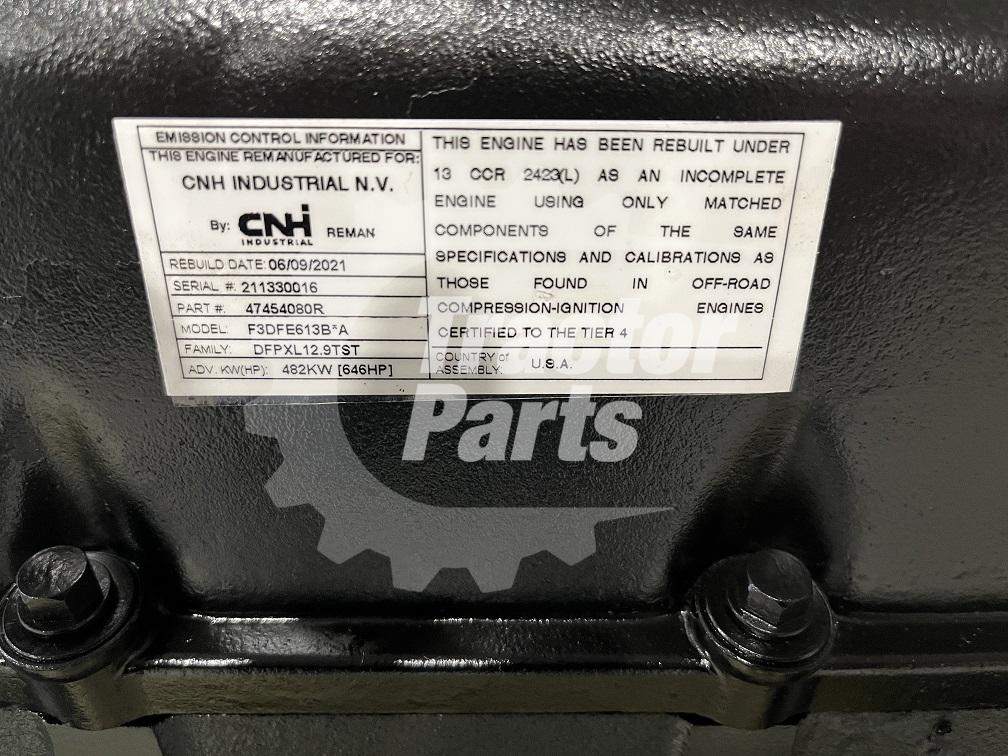 EMISSION CONTROL INFORMATION
THIS ENGINE REMANUFACTURED FOR:
CNH INDUSTRIAL N.V.
By: CNH INDUSTRIAL REMAN
REBUILD DATE: 06/09/2021
SERIAL #: 211330016
PART #: 47454080R
MODEL: F3DFE613B*A
FAMILY: DFPXL12.9TST
ADV. KW(HP): 482KW [646HP]
THIS ENGINE HAS BEEN REBUILT UNDER
13 CCR 2423(L) AS AN INCOMPLETE
ENGINE USING ONLY MATCHED
COMPONENTS OF THE SAME
SPECIFICATIONS AND CALIBRATIONS AS
THOSE FOUND IN OFF-ROAD
COMPRESSION-IGNITION ENGINES
CERTIFIED TO THE TIER 4
COUNTRY of
ASSEMBLY: U.S.A.
Tractor
Parts